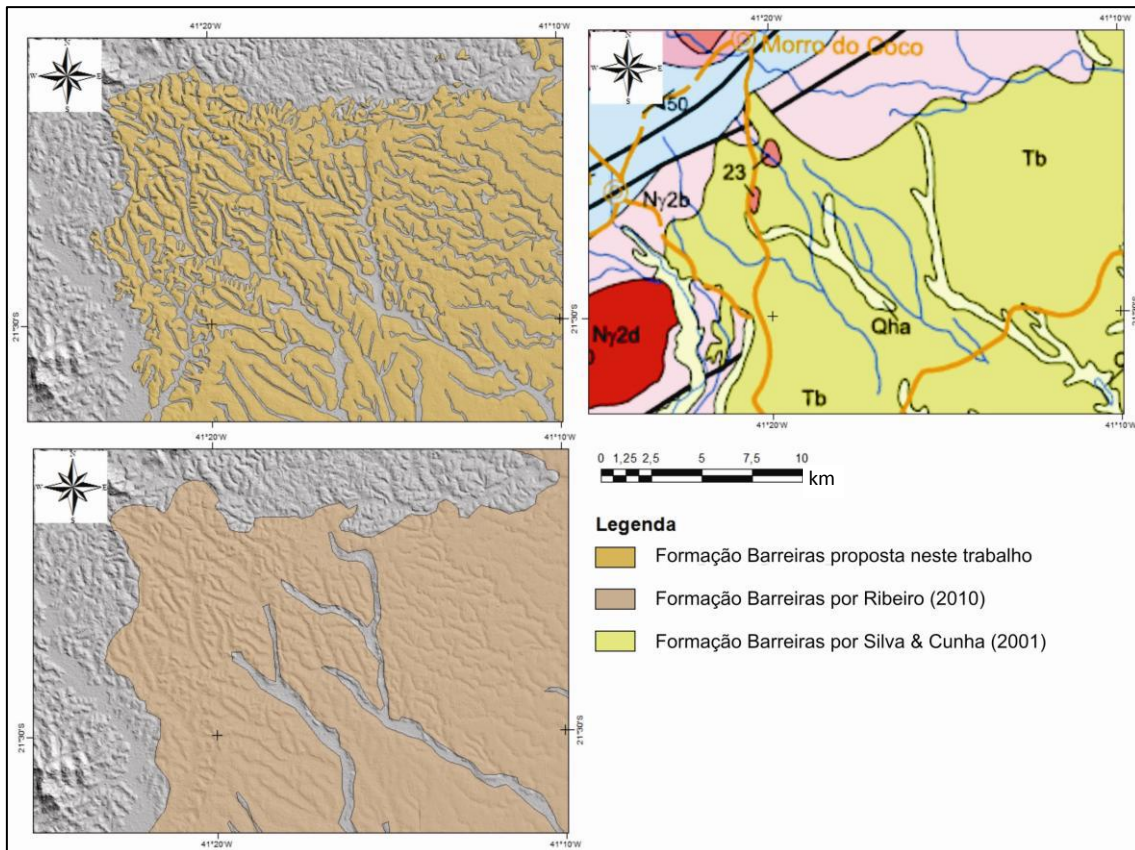 41°20'W
41°10'W
N
W
E
S
21°30'S
41°20'W
41°10'W
41°20'W
41°10'W
N
W
E
S
Morro do Coco
Tb
23
Nγ2b
Qha
Nγ2d
Tb
21°30'S
41°20'W
41°10'W
N
W
E
S
21°30'S
21°30'S
41°20'W
41°10'W
0 1,25 2,5 5 7,5 10
km
Legenda
Formação Barreiras proposta neste trabalho
Formação Barreiras por Ribeiro (2010)
Formação Barreiras por Silva & Cunha (2001)